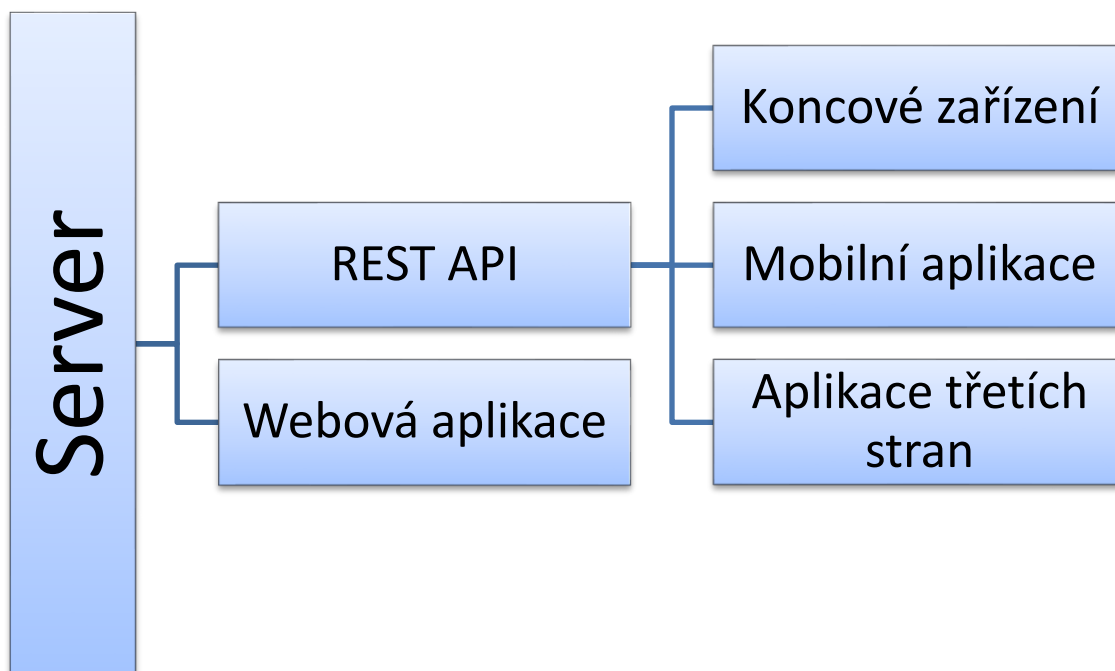 Server
REST API
Webová aplikace
Koncové zařízení
Mobilní aplikace
Aplikace třetích
stran